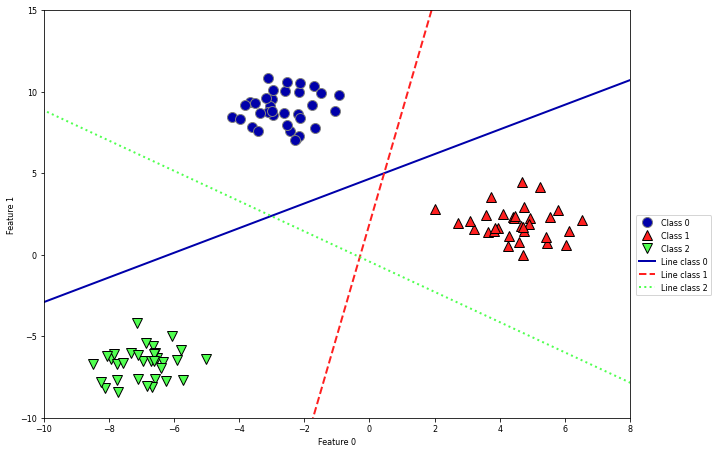 15
10
5
0
−5
−10
Feature 1
−10
−8
−6
−4
−2
0
2
4
6
8
Feature 0
Class 0
Class 1
Class 2
Line class 0
Line class 1
Line class 2